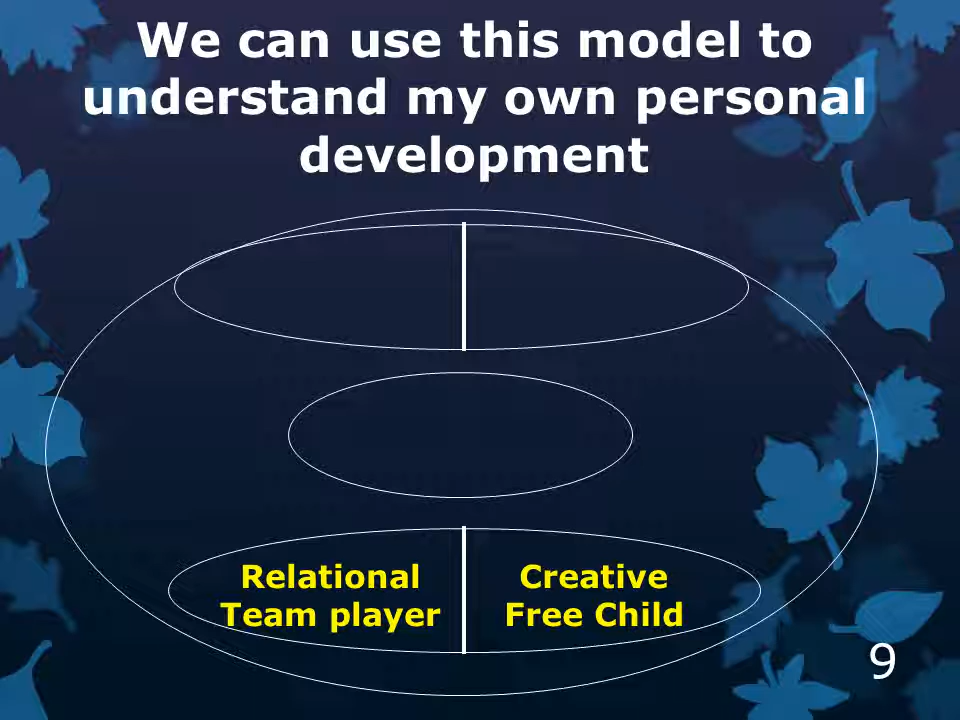 We can use this model to
understand my own personal
development
Relational
Team player
Creative
Free Child
9